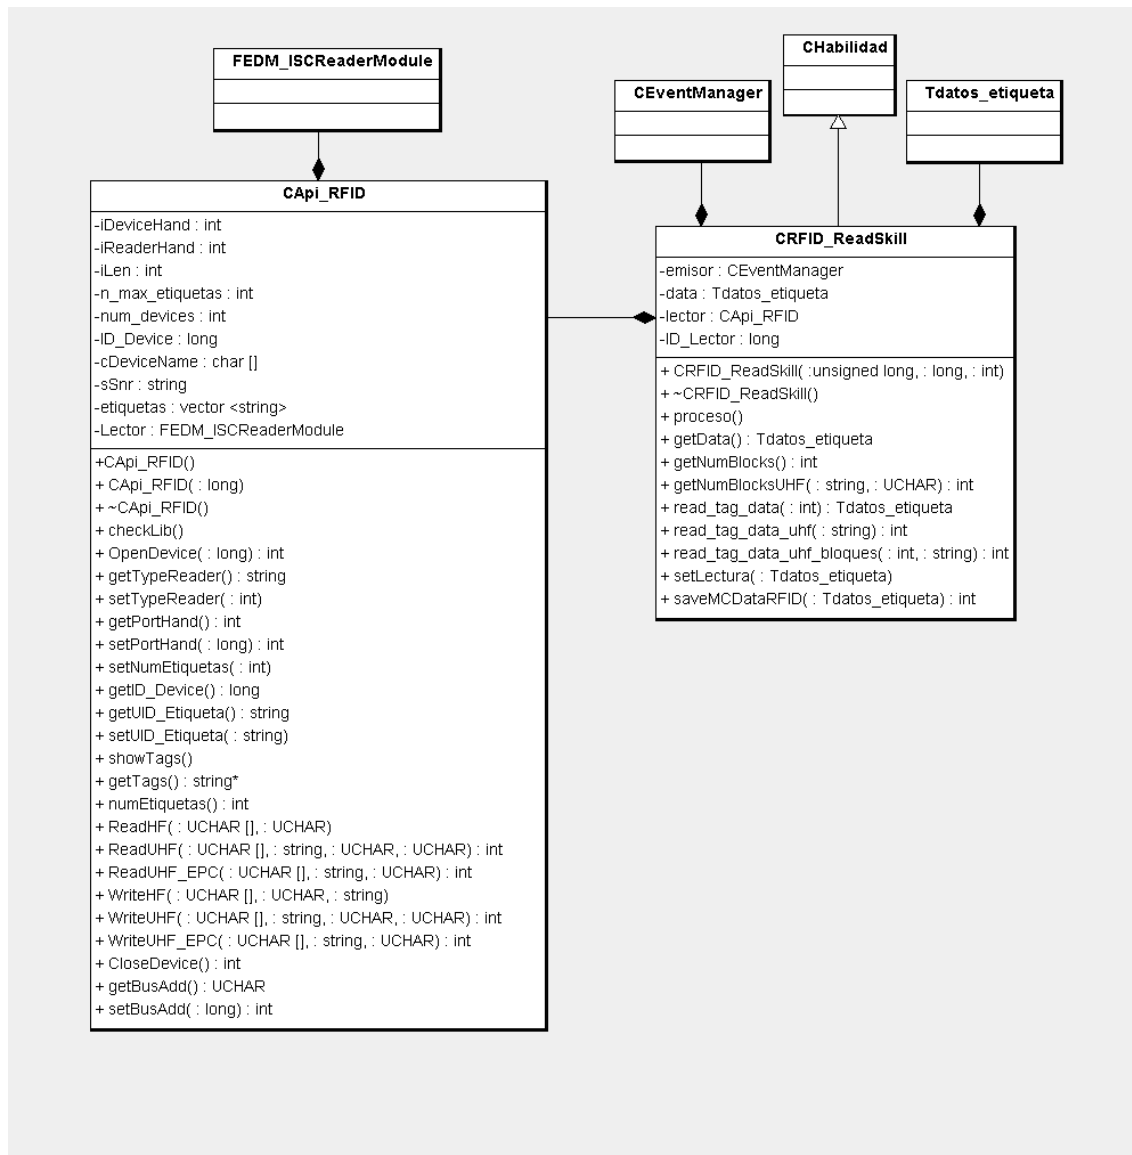 FEDM_ISCReaderModule
CEventManager
CHabilidad
Tdatos_etiqueta
CApi_RFID
-iDeviceHand : int
-iReaderHand : int
-iLen : int
-n_max_etiquetas : int
-num_devices : int
-ID_Device : long
-cDeviceName : char []
-sSnr : string
-etiquetas : vector <string>
-Lector : FEDM_ISCReaderModule
+CApi_RFID()
+ CApi_RFID( : long)
+ ~CApi_RFID()
+ checkLib()
+ OpenDevice( : long) : int
+ getTypeReader() : string
+ setTypeReader( : int)
+ getPortHand() : int
+ setPortHand( : long) : int
+ setNumEtiquetas( : int)
+ getID_Device() : long
+ getUID_Etiqueta() : string
+ setUID_Etiqueta( : string)
+ showTags()
+ getTags() : string*
+ numEtiquetas() : int
+ ReadHF( : UCHAR [], : UCHAR)
+ ReadUHF( : UCHAR [], : string, : UCHAR, : UCHAR) : int
+ ReadUHF_EPC( : UCHAR [], : string, : UCHAR) : int
+ WriteHF( : UCHAR [], : UCHAR, : string)
+ WriteUHF( : UCHAR [], : string, : UCHAR, : UCHAR) : int
+ WriteUHF_EPC( : UCHAR [], : string, : UCHAR) : int
+ CloseDevice() : int
+ getBusAdd() : UCHAR
+ setBusAdd( : long) : int
CRFID_ReadSkill
-emisor : CEventManager
-data : Tdatos_etiqueta
-lector : CApi_RFID
-ID_Lector : long
+ CRFID_ReadSkill( :unsigned long, : long, : int)
+ ~CRFID_ReadSkill()
+ proceso()
+ getData() : Tdatos_etiqueta
+ getNumBlocks() : int
+ getNumBlocksUHF( : string, : UCHAR) : int
+ read_tag_data( : int) : Tdatos_etiqueta
+ read_tag_data_uhf( : string) : int
+ read_tag_data_uhf_bloques( : int, : string) : int
+ setLectura( : Tdatos_etiqueta)
+ saveMCDataRFID( : Tdatos_etiqueta) : int